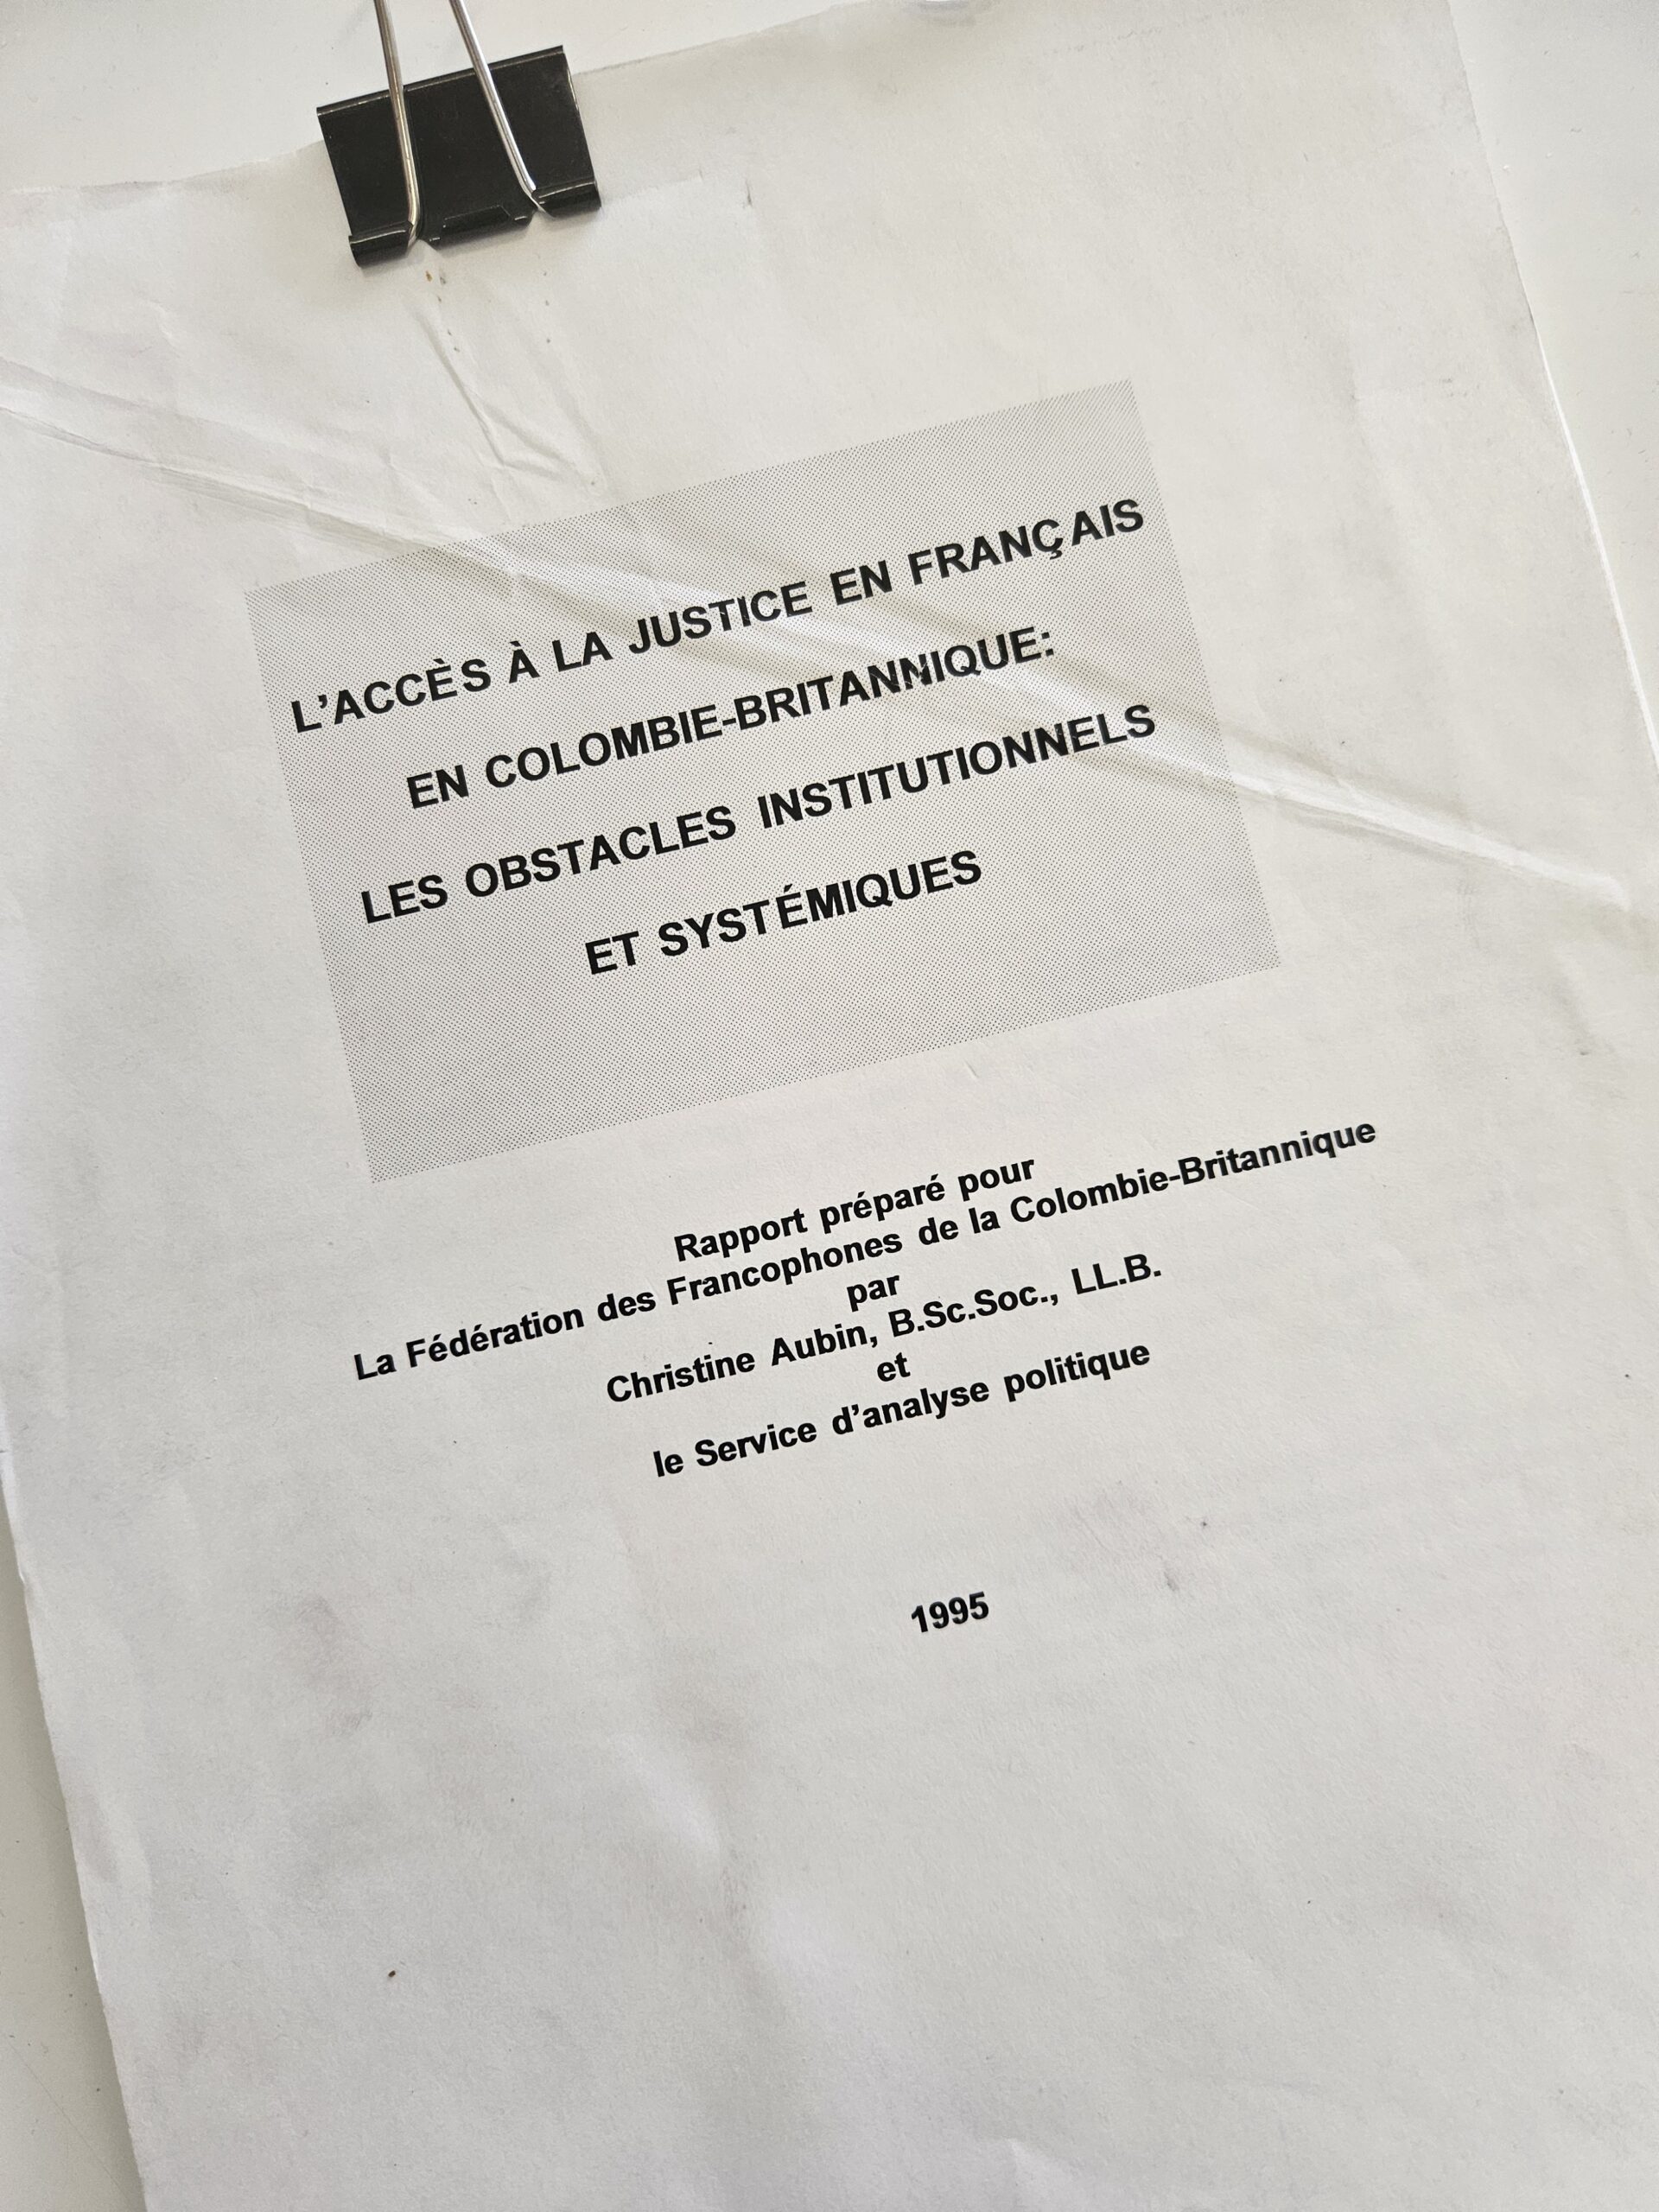 L'ACCÈS À LA JUSTICE EN FRANÇAIS
EN COLOMBIE-BRITANNIQUE:
LES OBSTACLES INSTITUTIONNELS
ET SYSTÉMIQUES
Rapport préparé pour
La Fédération des Francophones de la Colombie-Britannique
par
Christine Aubin, B.Sc.Soc., LL.B.
et
le Service d'analyse politique
1995